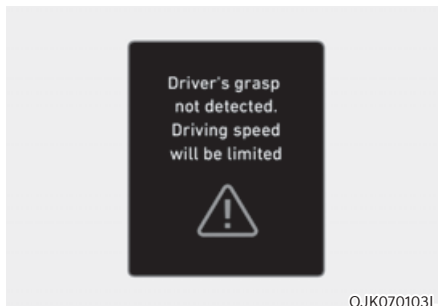 Driver's grasp
not detected.
Driving speed
will be limited
OJK070103L